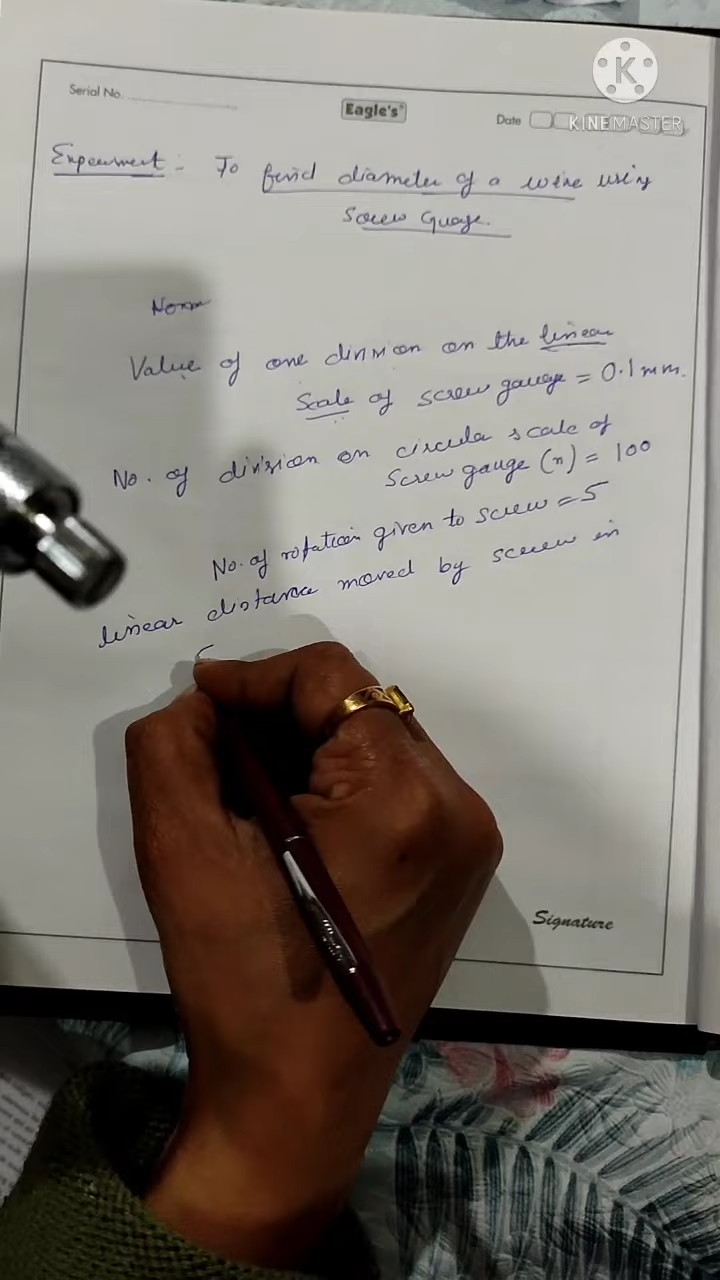 Serial No.
Eagle's
Date
KINEMASTER
Experiment : To find diameter of a wire using
Screw Guage.
Norm
Value of one division on the linear
Scale of screw gauge = 0.1 mm.
No. of division on circular scale of
Screw gauge (n) = 100
No. of rotation given to screw = 5
linear distance moved by screw in
5
Signature